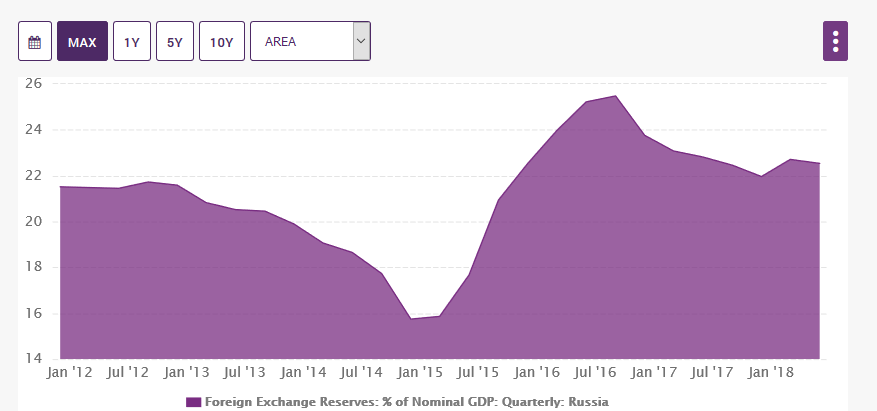 MAX 1Y 5Y 10Y AREA
26
24
22
20
18
16
14
Jan '12 Jul '12 Jan '13 Jul '13 Jan '14 Jul '14 Jan '15 Jul '15 Jan '16 Jul '16 Jan '17 Jul '17 Jan '18
Foreign Exchange Reserves: % of Nominal GDP: Quarterly: Russia